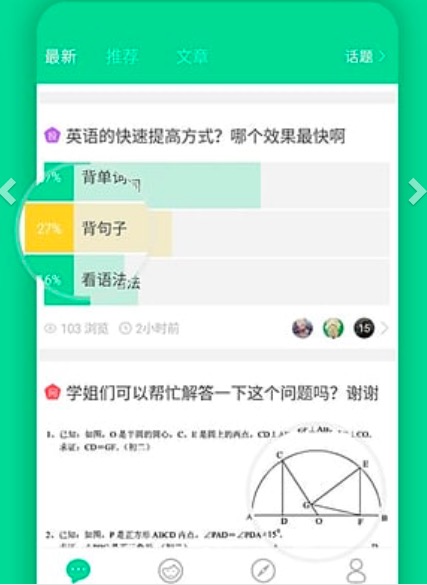 最新 推荐 文章 话题
英语的快速提高方式？哪个效果最快啊
背单词
27% 背句子
6% 看语法
103 浏览 2小时前 15
问 学姐们可以帮忙解答一下这个问题吗？谢谢
1、已知：如图，O是半圆的圆心，C、E是圆上的两点，CD⊥AB，EF⊥AB，EG⊥CO．
求证：CD＝GF．（初二）
C E G A D O F B
2、已知：如图，P是正方形ABCD内点，∠PAD＝∠PDA＝15°．